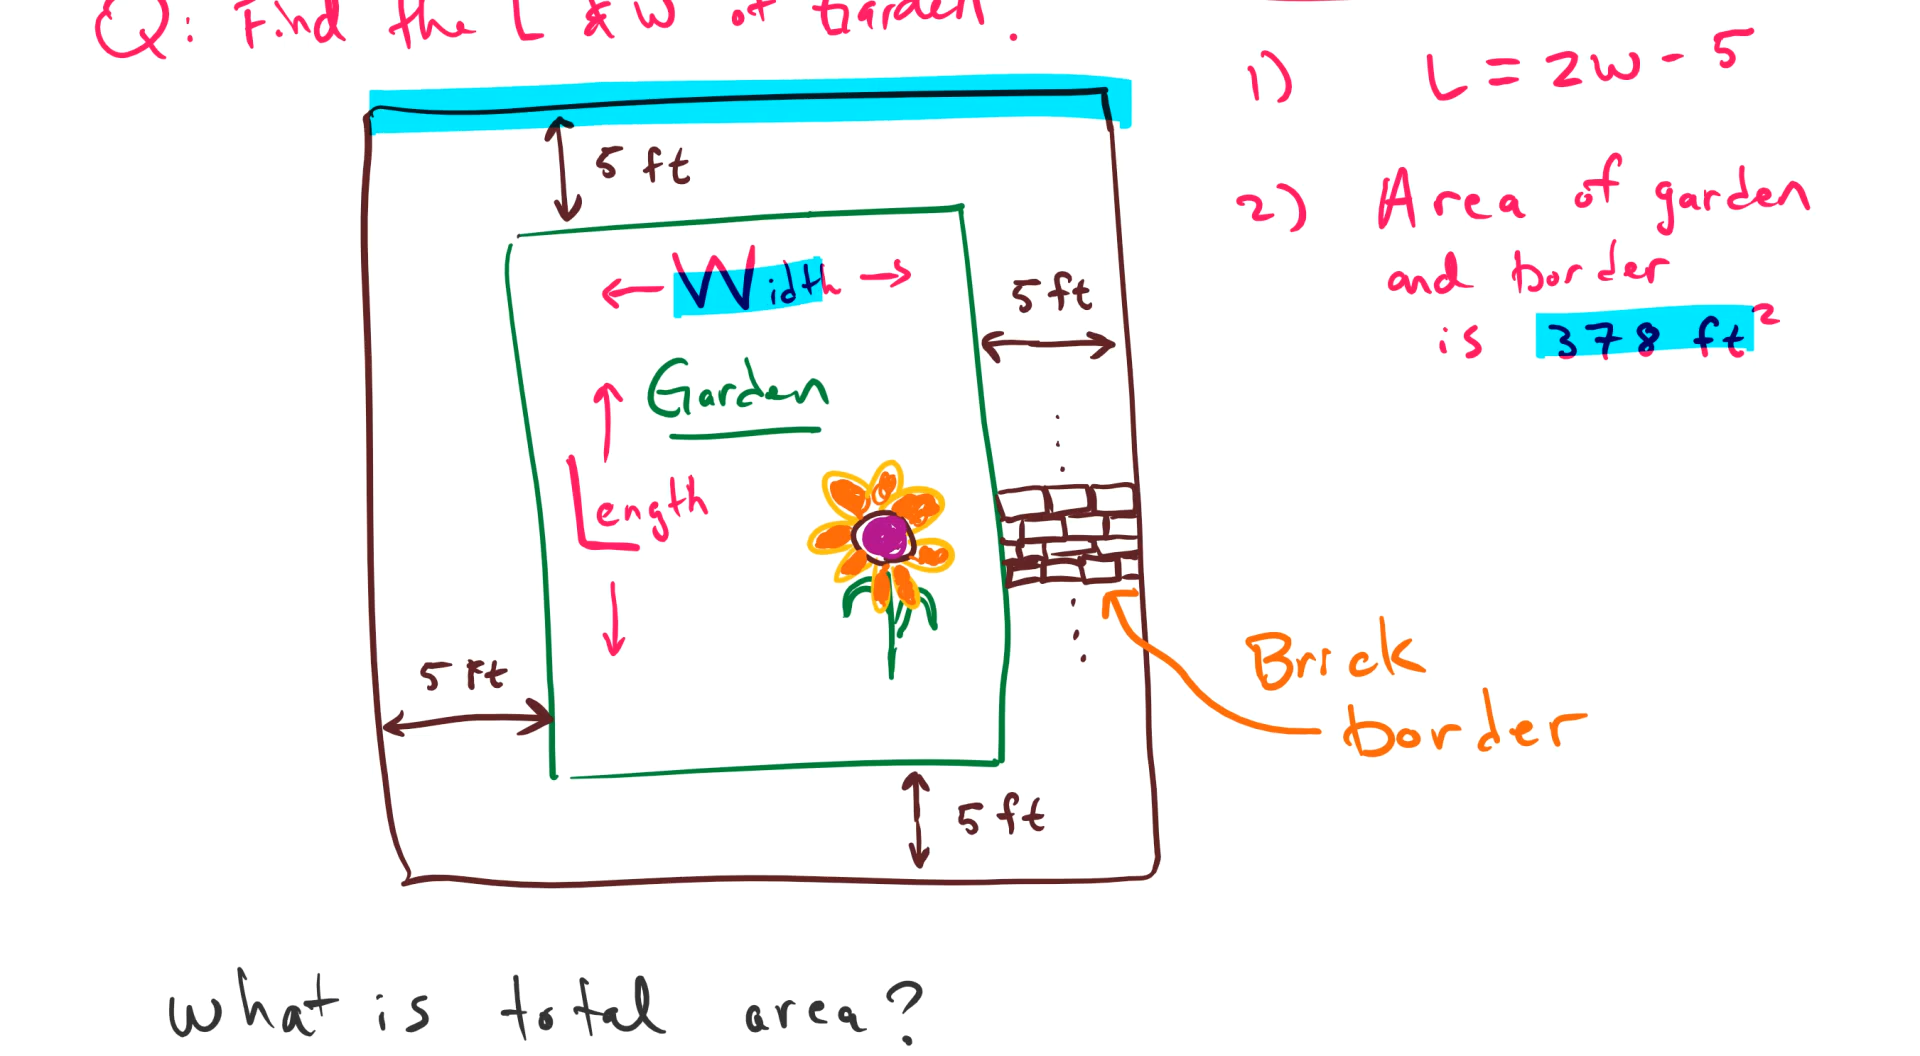 Q: Find the L & W of Garden.
1) L = 2W - 5
2) Area of garden
and border
is 378 ft²
5 ft
Width
5 ft
Garden
Length
5 ft
Brick
border
5 ft
What is total area?